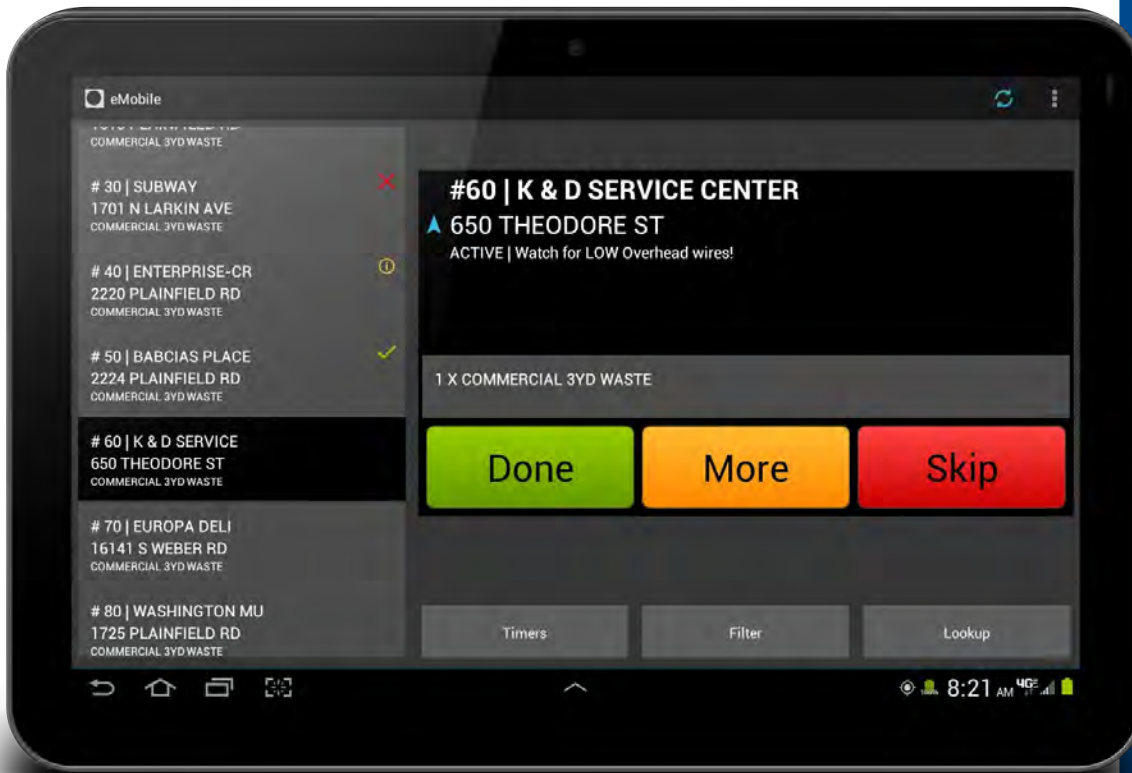 eMobile
COMMERCIAL 3YD WASTE
# 30 | SUBWAY
1701 N LARKIN AVE
COMMERCIAL 3YD WASTE
# 40 | ENTERPRISE-CR
2220 PLAINFIELD RD
COMMERCIAL 3YD WASTE
# 50 | BABCIAS PLACE
2224 PLAINFIELD RD
COMMERCIAL 3YD WASTE
# 60 | K & D SERVICE
650 THEODORE ST
COMMERCIAL 3YD WASTE
# 70 | EUROPA DELI
16141 S WEBER RD
COMMERCIAL 3YD WASTE
# 80 | WASHINGTON MU
1725 PLAINFIELD RD
COMMERCIAL 3YD WASTE
#60 | K & D SERVICE CENTER
650 THEODORE ST
ACTIVE | Watch for LOW Overhead wires!
1 X COMMERCIAL 3YD WASTE
Done More Skip
Timers Filter Lookup
100% 8:21 AM 4G